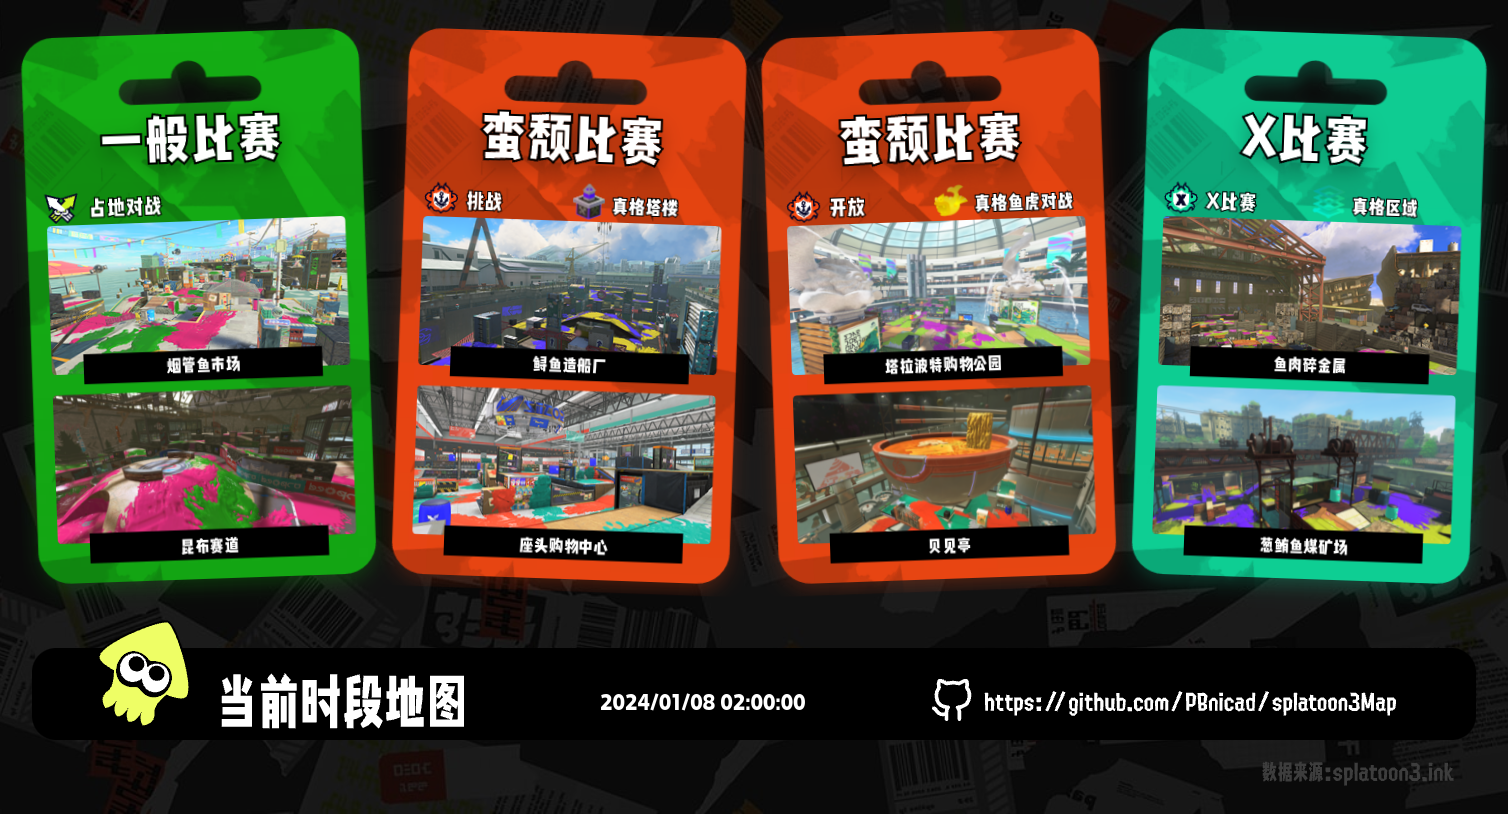 一般比赛
占地对战
烟管鱼市场
昆布赛道
蛮颓比赛
挑战
真格塔楼
鲟鱼造船厂
座头购物中心
蛮颓比赛
开放
真格鱼虎对战
塔拉波特购物公园
贝贝亭
X比赛
X比赛
真格区域
鱼肉碎金属
葱鲔鱼煤矿场
当前时段地图
2024/01/08 02:00:00
https://github.com/PBnicad/splatoon3Map
数据来源:splatoon3.ink